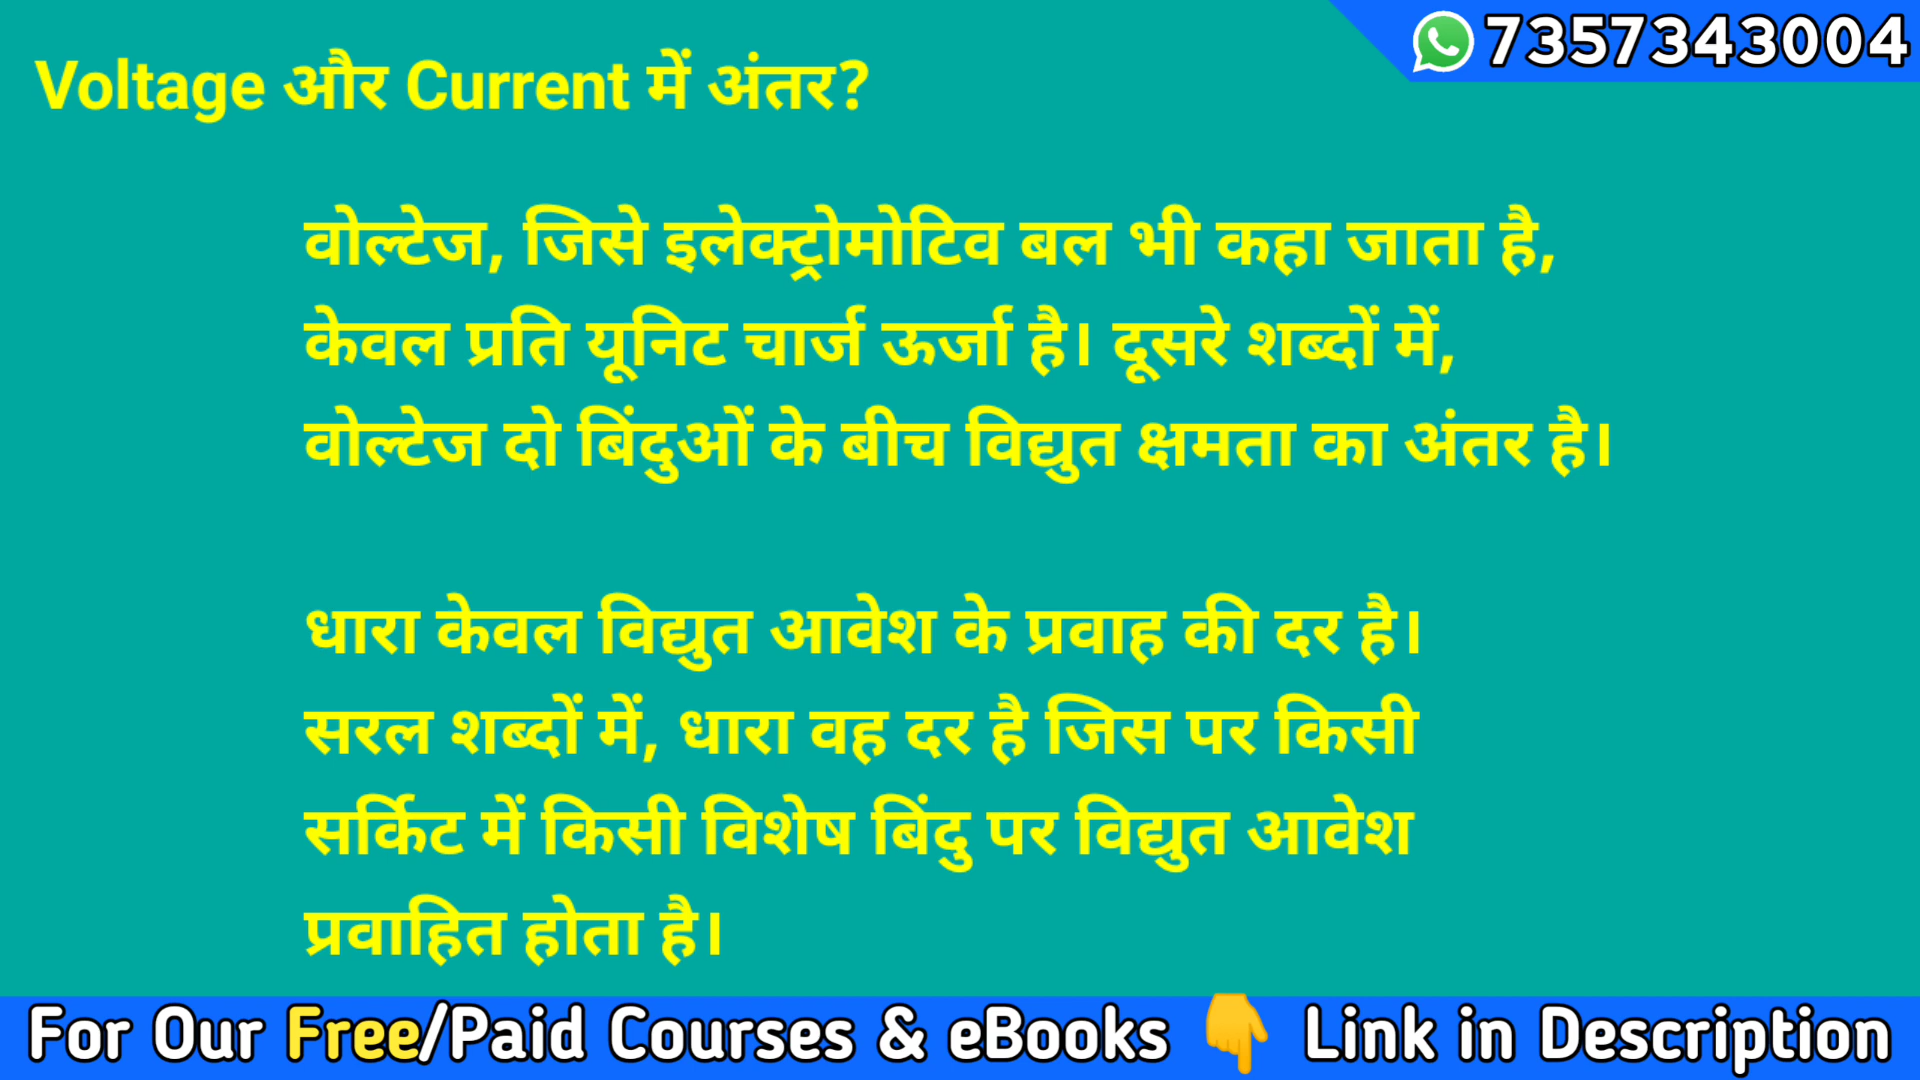 7357343004
Voltage और Current में अंतर?
वोल्टेज, जिसे इलेक्ट्रोमोटिव बल भी कहा जाता है,
केवल प्रति यूनिट चार्ज ऊर्जा है। दूसरे शब्दों में,
वोल्टेज दो बिंदुओं के बीच विद्युत क्षमता का अंतर है।
धारा केवल विद्युत आवेश के प्रवाह की दर है।
सरल शब्दों में, धारा वह दर है जिस पर किसी
सर्किट में किसी विशेष बिंदु पर विद्युत आवेश
प्रवाहित होता है।
For Our Free/Paid Courses & eBooks 👇 Link in Description